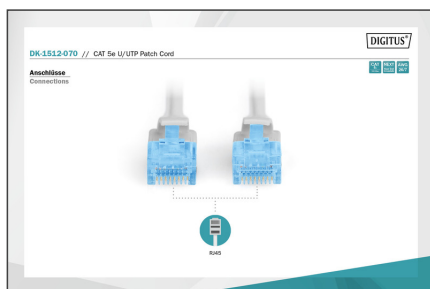 DIGITUS®
DK-1512-070 // CAT 5e U/UTP Patch Cord
Anschlüsse
Connections
RJ45